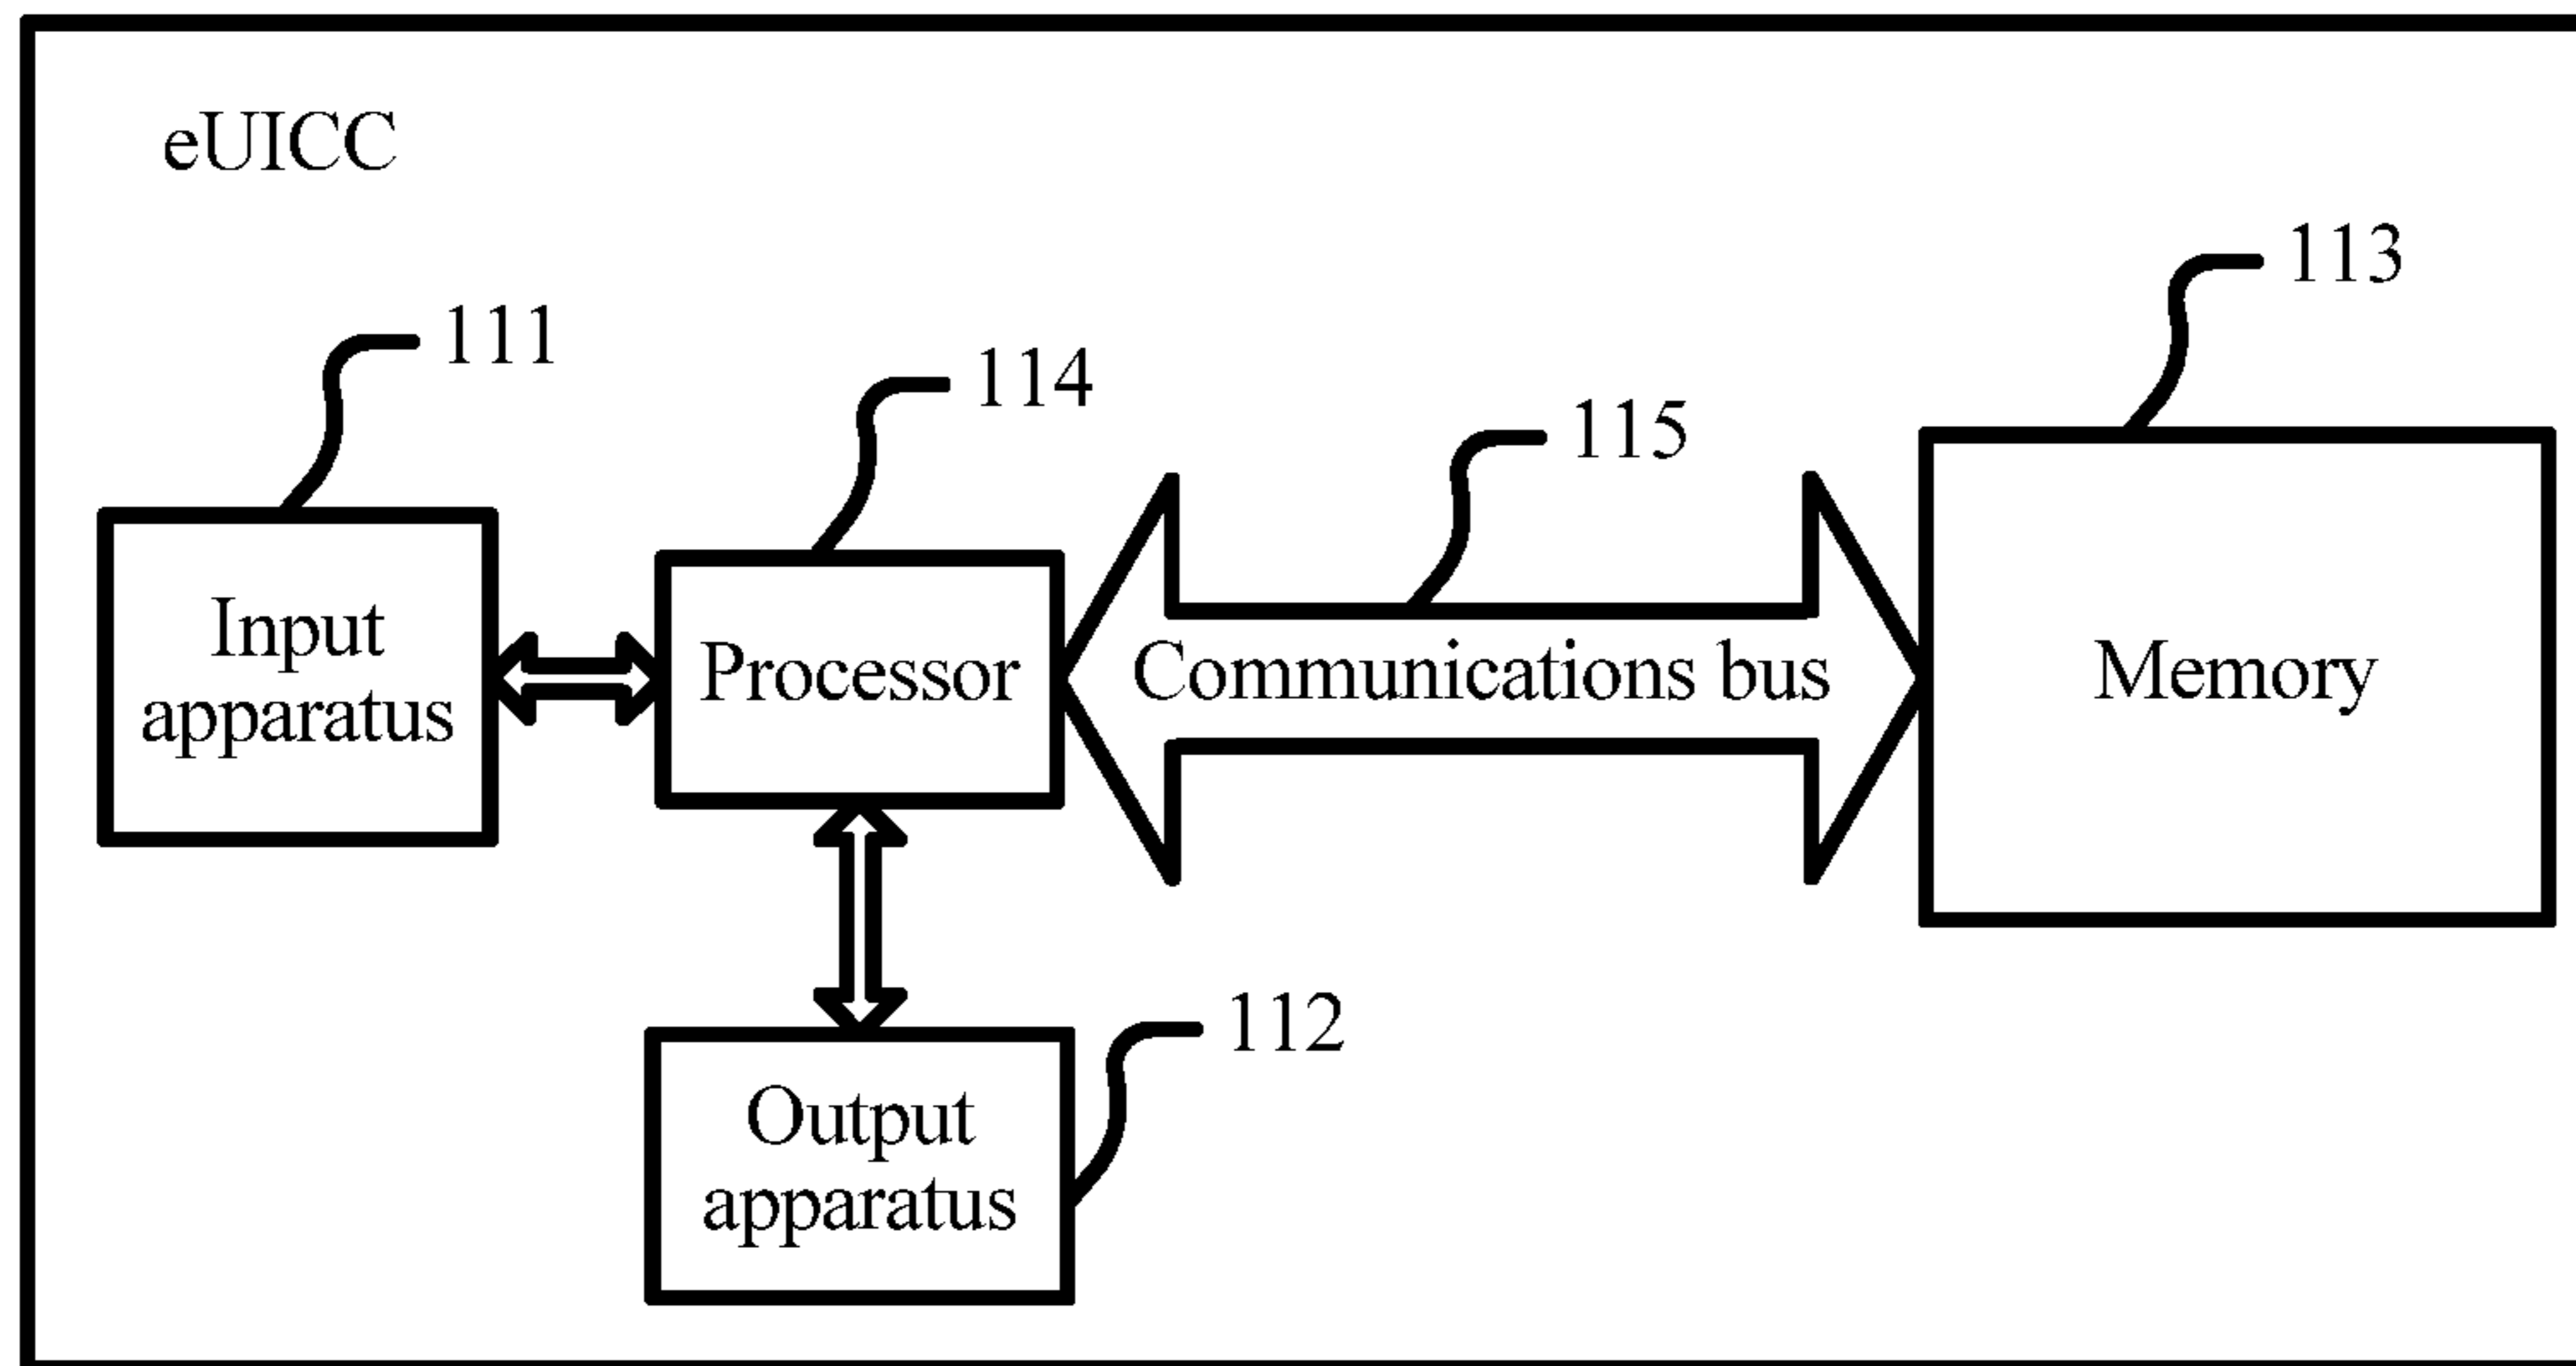 eUICC
113
111
114
115
Input
apparatus
Processor
Communications bus
Memory
112
Output
apparatus